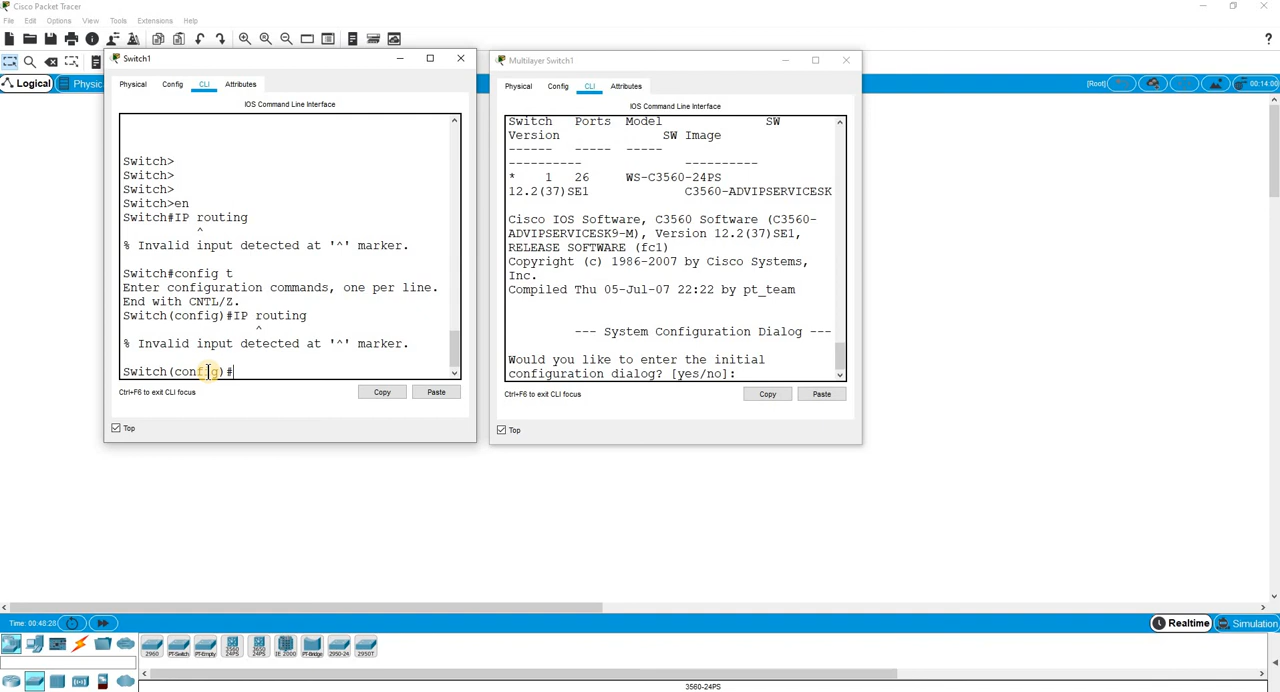 Cisco Packet Tracer
File Edit Options View Tools Extensions Help
?
Logical
Physic
[Root]
00:14:00
Switch1
Physical Config CLI Attributes
IOS Command Line Interface
Switch>
Switch>
Switch>
Switch>en
Switch#IP routing
^
% Invalid input detected at '^' marker.
Switch#config t
Enter configuration commands, one per line.
End with CNTL/Z.
Switch(config)#IP routing
^
% Invalid input detected at '^' marker.
Switch(config)#
Ctrl+F6 to exit CLI focus
Copy
Paste
Top
Multilayer Switch1
Physical Config CLI Attributes
IOS Command Line Interface
Switch Ports Model SW
Version SW Image
------ ----- -----
---------- ----------
* 1 26 WS-C3560-24PS
12.2(37)SE1 C3560-ADVIPSERVICESK
Cisco IOS Software, C3560 Software (C3560-
ADVIPSERVICESK9-M), Version 12.2(37)SE1,
RELEASE SOFTWARE (fc1)
Copyright (c) 1986-2007 by Cisco Systems,
Inc.
Compiled Thu 05-Jul-07 22:22 by pt_team
--- System Configuration Dialog ---
Would you like to enter the initial
configuration dialog? [yes/no]:
Ctrl+F6 to exit CLI focus
Copy
Paste
Top
Time: 00:48:28
Realtime
Simulation
2960 PT-Switch PT-Empty 3560 24PS 3650 24PS IE 2000 PT-Bridge 2950-24 2950T
3560-24PS